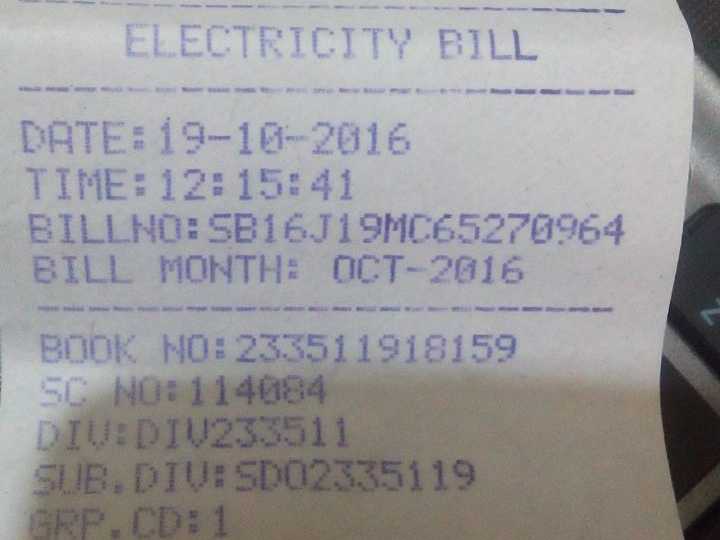 ELECTRICITY BILL
DATE:19-10-2016
TIME:12:15:41
BILLNO:SB16J19MC65270964
BILL MONTH: OCT-2016
BOOK NO:233511918159
SC NO:114084
DIV:DIV233511
SUB.DIV:SDO2335119
GRP.CD:1